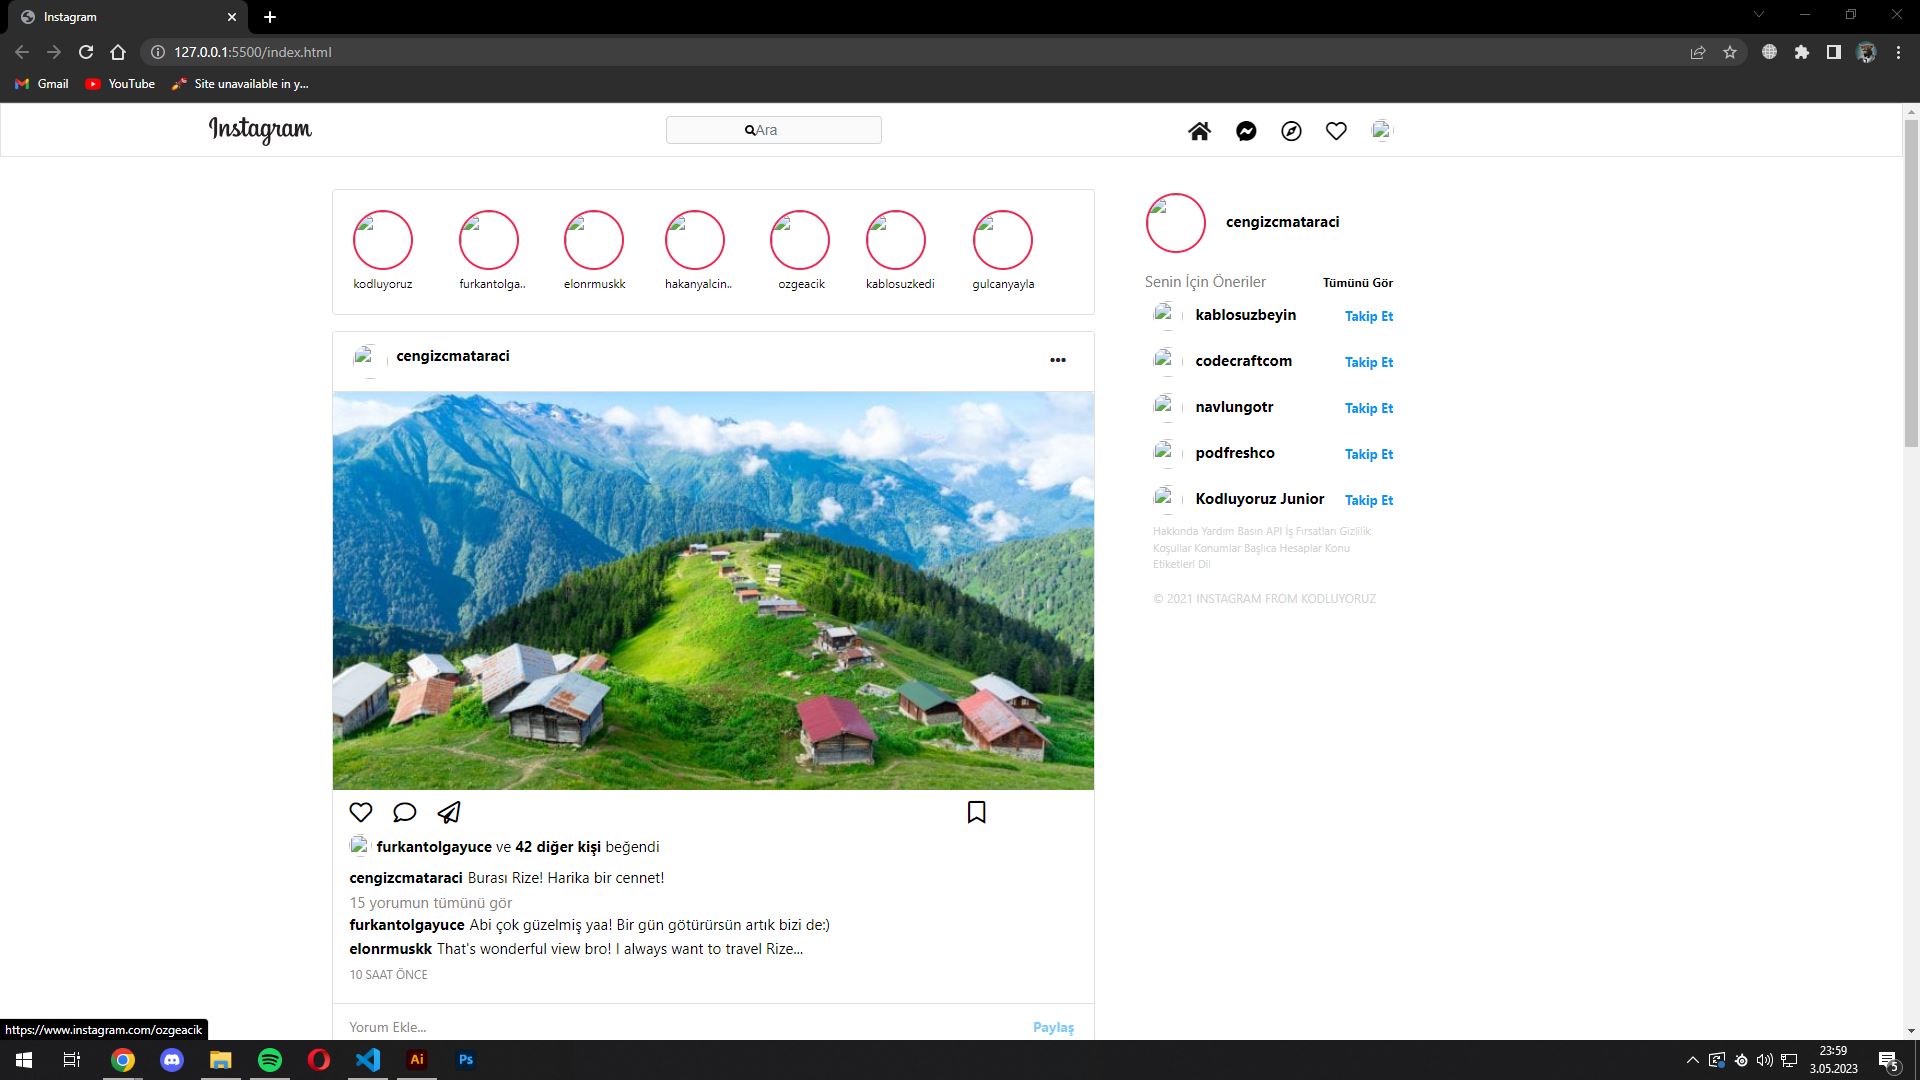 Instagram
127.0.0.1:5500/index.html
Gmail YouTube Site unavailable in y...
Instagram
Ara
kodluyoruz furkantolga.. elonrmuskk hakanyalcin.. ozgeacik kablosuzkedi gulcanyayla
cengizcmataraci
cengizcmataraci
Senin İçin Öneriler Tümünü Gör
kablosuzbeyin Takip Et
codecraftcom Takip Et
navlungotr Takip Et
podfreshco Takip Et
Kodluyoruz Junior Takip Et
Hakkında Yardım Basın API İş Fırsatları Gizlilik
Koşullar Konumlar Başlıca Hesaplar Konu
Etiketleri Dil
© 2021 INSTAGRAM FROM KODLUYORUZ
furkantolgayuce ve 42 diğer kişi beğendi
cengizcmataraci Burası Rize! Harika bir cennet!
15 yorumun tümünü gör
furkantolgayuce Abi çok güzelmiş yaa! Bir gün götürürsün artık bizi de:)
elonrmuskk That's wonderful view bro! I always want to travel Rize...
10 SAAT ÖNCE
Yorum Ekle... Paylaş
https://www.instagram.com/ozgeacik
Ai
Ps
23:59
3.05.2023
5